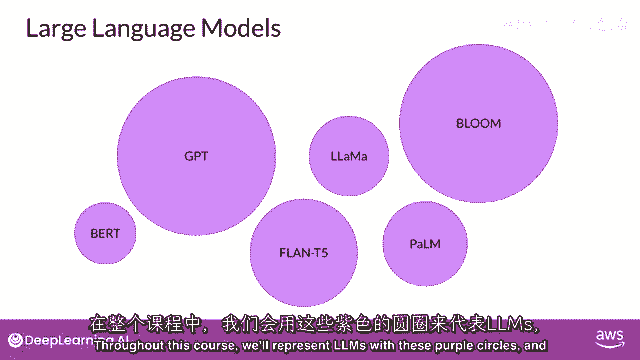 Large Language Models
BLOOM
GPT
LLaMa
BERT
FLAN-T5
PaLM
在整个课程中，我们会用这些紫色的圆圈来代表LLMs，
DeepLearning.AI
Throughout this course, we'll represent LLMs with these purple circles, and
aws